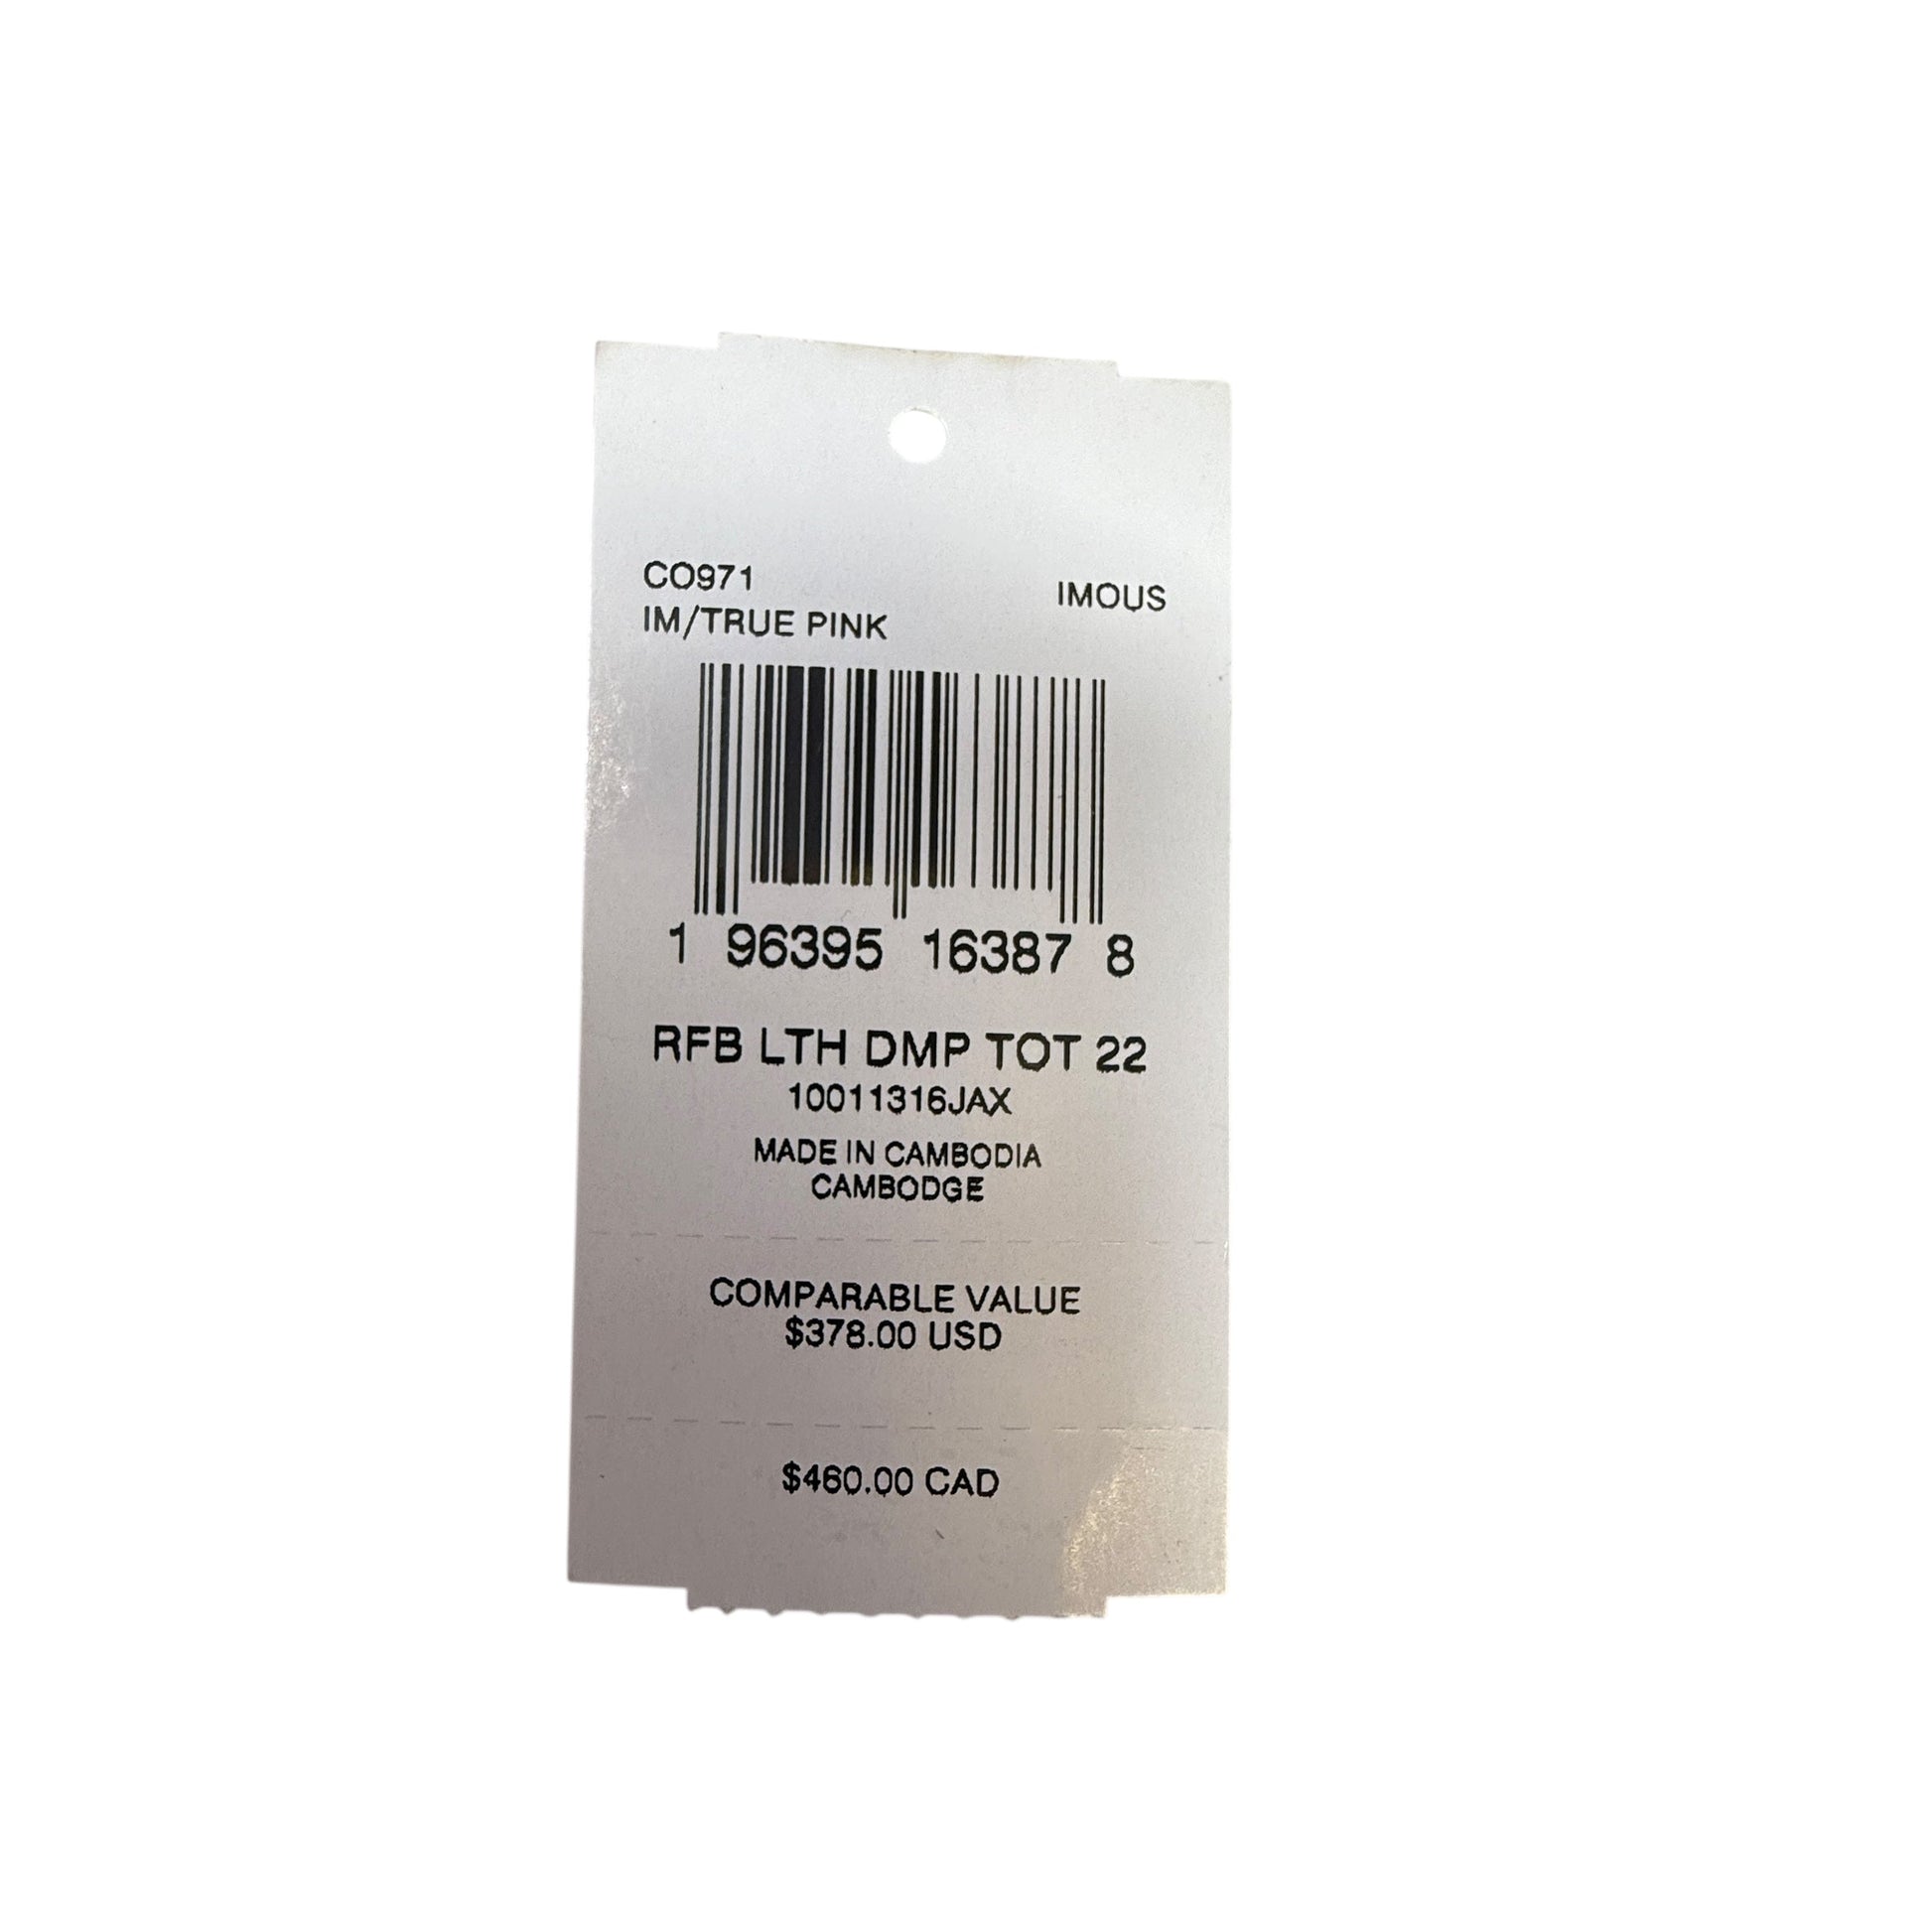 CO971
IMOUS
IM/TRUE PINK
1 96395 16387 8
RFB LTH DMP TOT 22
10011316JAX
MADE IN CAMBODIA
CAMBODGE
COMPARABLE VALUE
$378.00 USD
$460.00 CAD